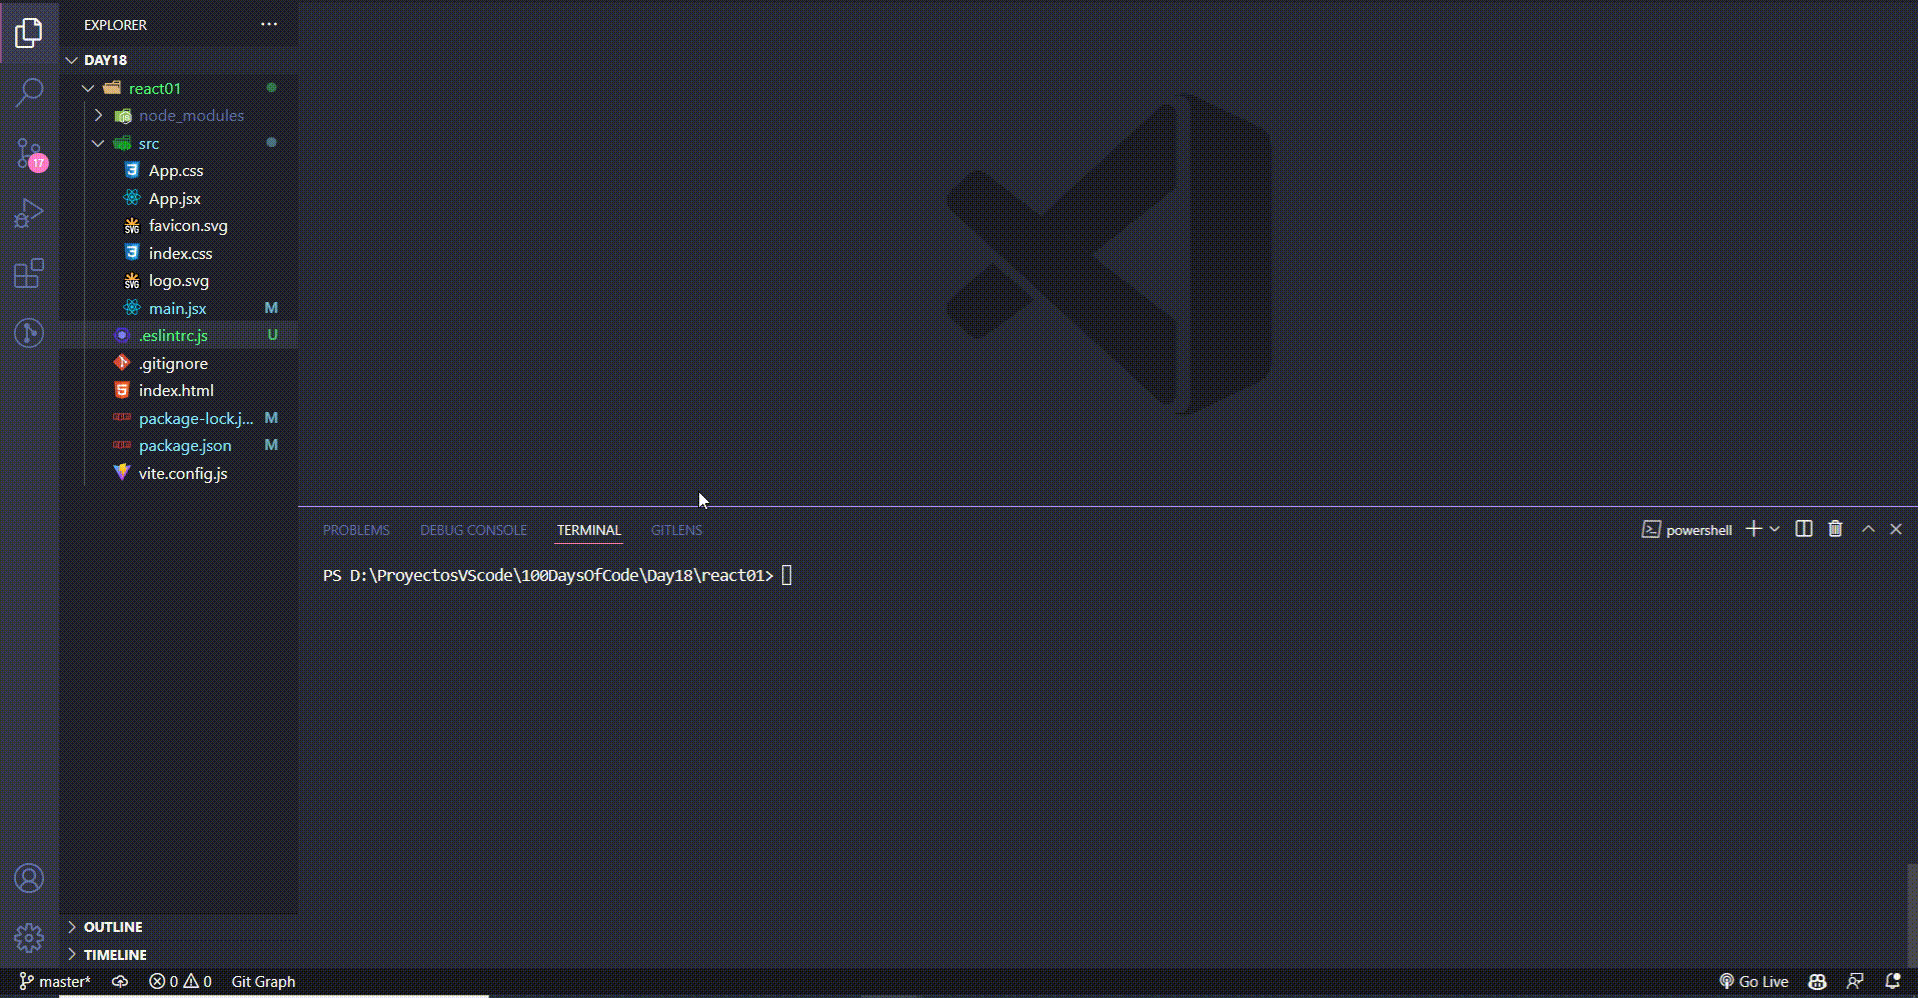 EXPLORER
DAY18
react01
node_modules
src
App.css
App.jsx
favicon.svg
index.css
logo.svg
main.jsx M
.eslintrc.js U
.gitignore
index.html
package-lock.j... M
package.json M
vite.config.js
17
PROBLEMS DEBUG CONSOLE TERMINAL GITLENS
powershell
PS D:\ProyectosVScode\100DaysOfCode\Day18\react01>
OUTLINE
TIMELINE
master* 0 0 Git Graph
Go Live